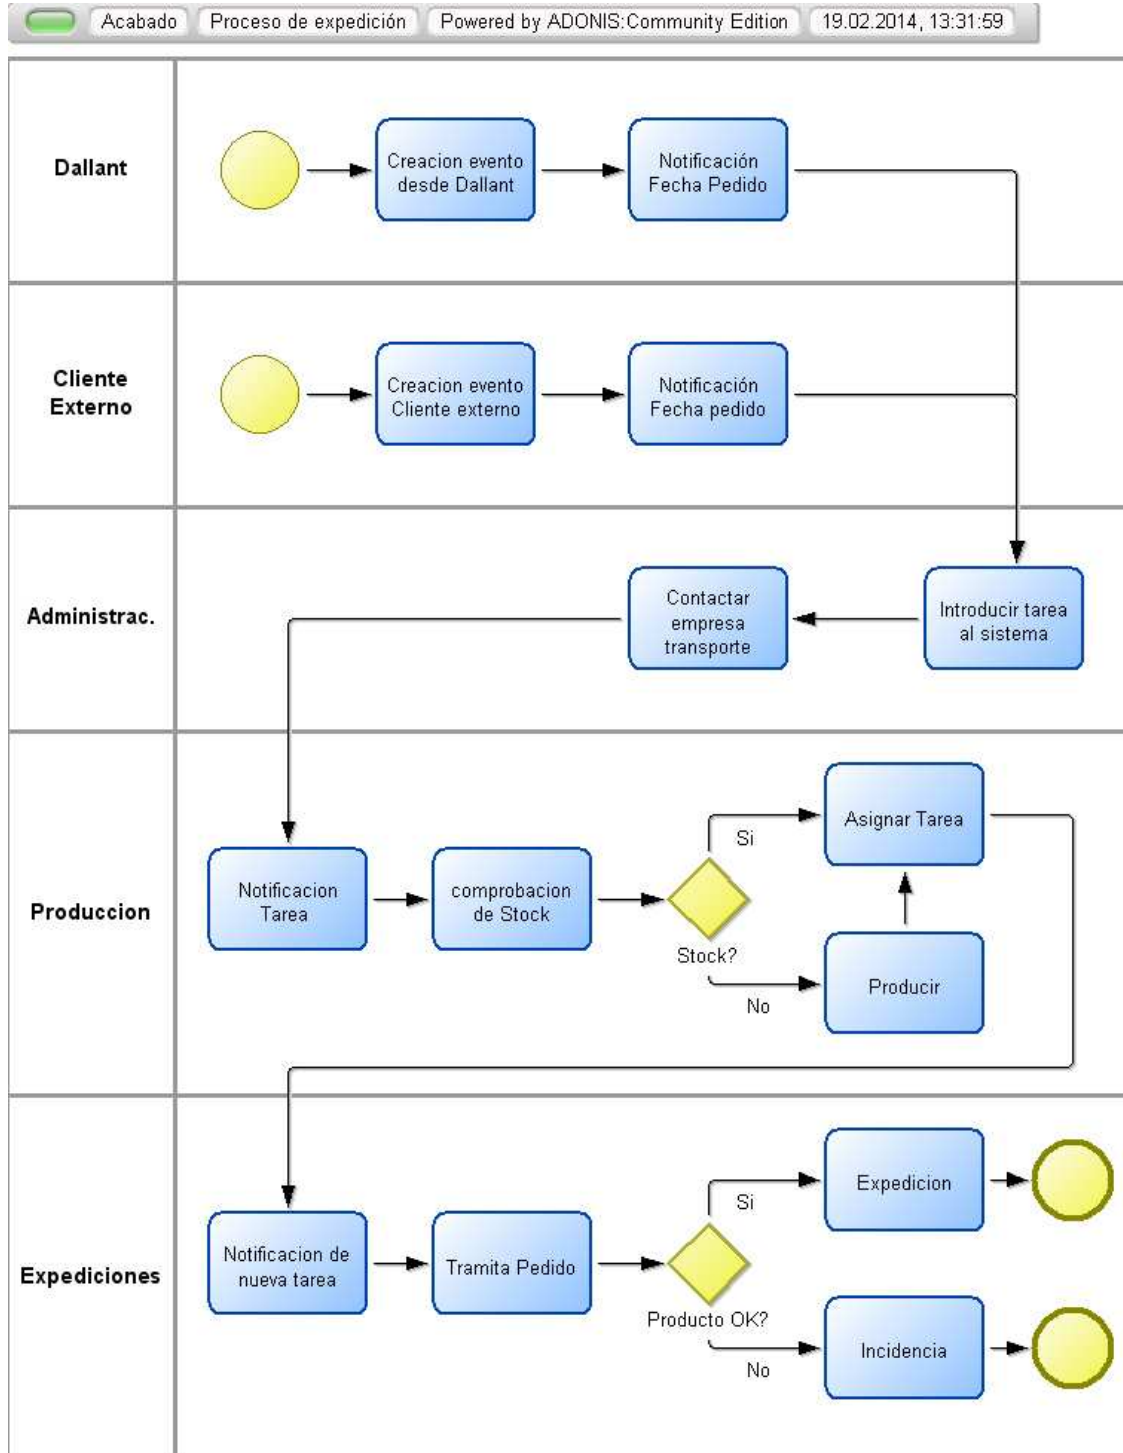 Acabado Proceso de expedición Powered by ADONIS:Community Edition 19.02.2014, 13:31:59
Dallant
Creacion evento
desde Dallant
Notificación
Fecha Pedido
Cliente
Externo
Creacion evento
Cliente externo
Notificación
Fecha pedido
Administrac.
Contactar
empresa
transporte
Introducir tarea
al sistema
Produccion
Notificacion
Tarea
comprobacion
de Stock
Stock?
Si
No
Asignar Tarea
Producir
Expediciones
Notificacion de
nueva tarea
Tramita Pedido
Producto OK?
Si
No
Expedicion
Incidencia